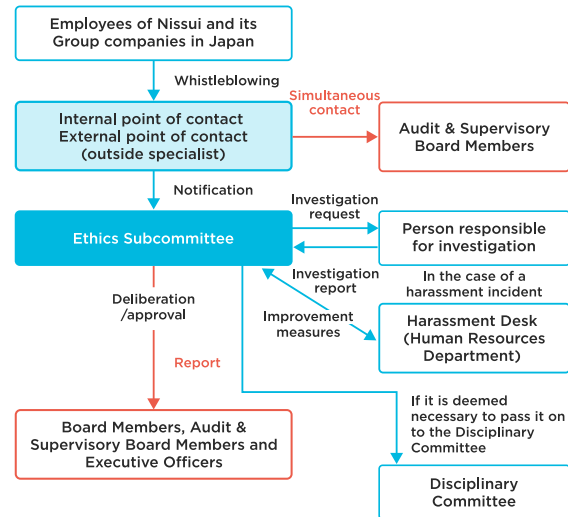 Employees of Nissui and its
Group companies in Japan
Whistleblowing
Internal point of contact
External point of contact
(outside specialist)
Simultaneous
contact
Audit & Supervisory
Board Members
Notification
Ethics Subcommittee
Investigation
request
Person responsible
for investigation
Investigation
report
In the case of a
harassment incident
Improvement
measures
Harassment Desk
(Human Resources
Department)
Deliberation
/approval
Report
Board Members, Audit &
Supervisory Board Members and
Executive Officers
If it is deemed
necessary to pass it on
to the Disciplinary
Committee
Disciplinary
Committee